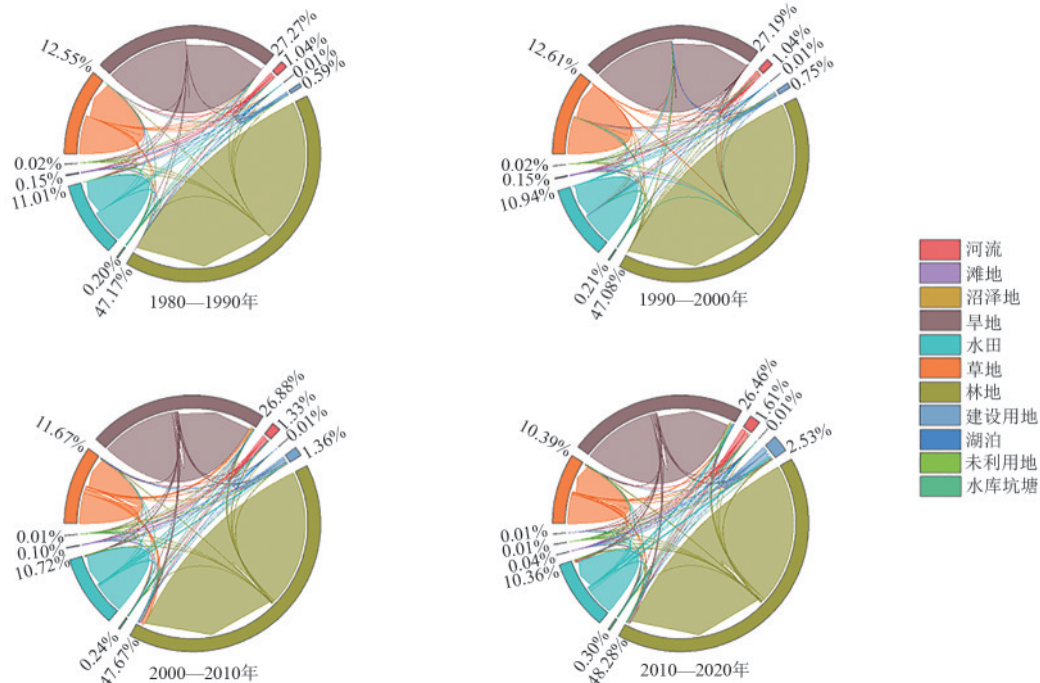 12.55%
27.27%
1.04%
0.01%
0.59%
0.02%
0.15%
11.01%
0.20%
47.17%
1980—1990年
12.61%
27.19%
1.04%
0.01%
0.75%
0.02%
0.15%
10.94%
0.21%
47.08%
1990—2000年
11.67%
26.88%
1.33%
0.01%
1.36%
0.01%
0.10%
10.72%
0.24%
47.67%
2000—2010年
10.39%
26.46%
1.61%
0.01%
2.53%
0.01%
0.01%
0.04%
10.36%
0.30%
48.28%
2010—2020年
河流
滩地
沼泽地
旱地
水田
草地
林地
建设用地
湖泊
未利用地
水库坑塘